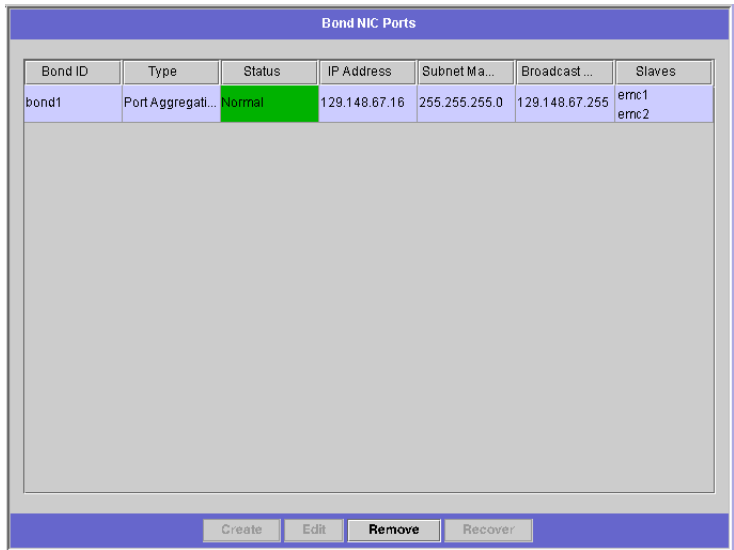 Bond NIC Ports
Bond ID Type Status IP Address Subnet Ma... Broadcast ... Slaves
bond1 Port Aggregati... Normal 129.148.67.16 255.255.255.0 129.148.67.255 emc1
emc2
Create Edit Remove Recover